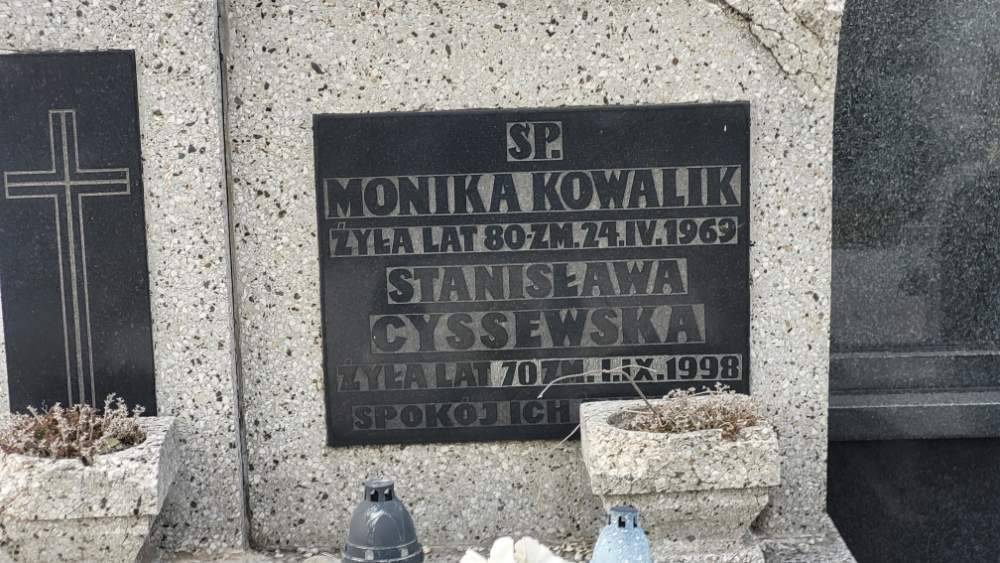 ŚP.
MONIKA KOWALIK
ŻYŁA LAT 80-ZM. 24.IV.1969
STANISŁAWA
CYSSEWSKA
ŻYŁA LAT 70 ZM. 1.IX.1998
SPOKÓJ ICH